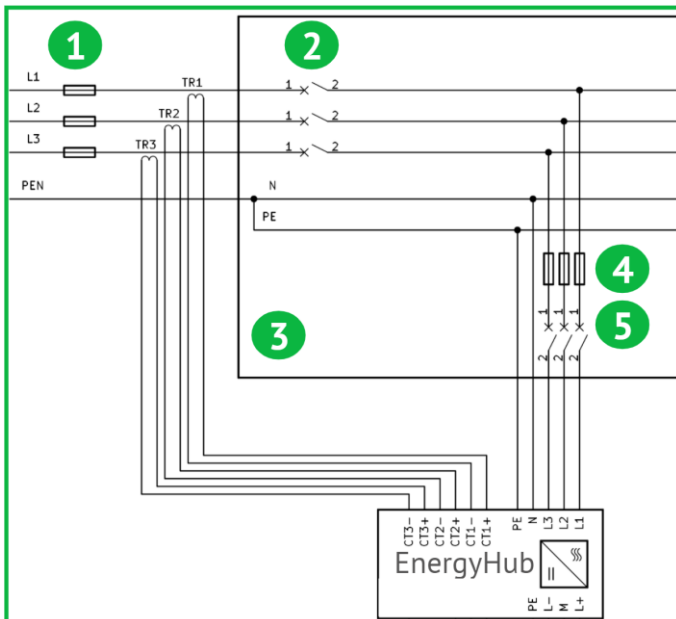 1
2
L1
TR1
1
2
L2
TR2
1
2
L3
TR3
1
2
PEN
N
PE
4
1
1
1
5
3
2
2
2
CT3-
CT3+
CT2-
CT2+
CT1-
CT1+
PE
N
L3
L2
L1
EnergyHub
PE
L-
M
L+